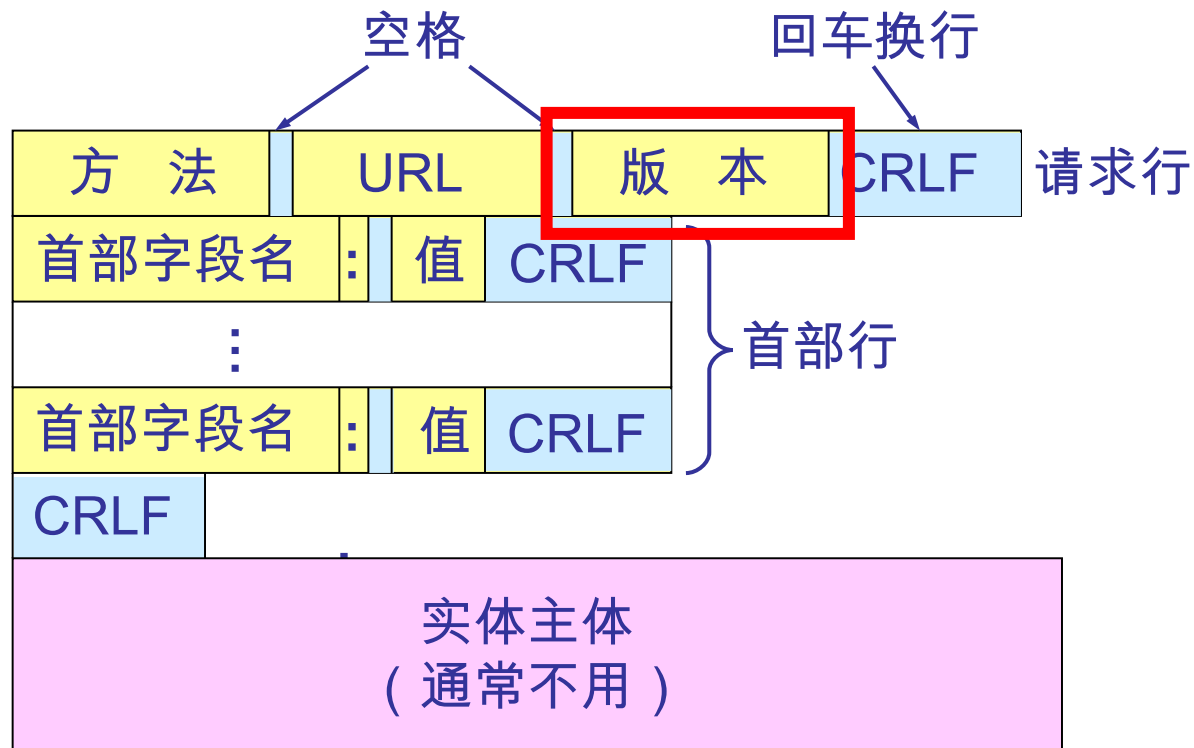 空格 回车换行
方 法 URL 版 本 CRLF 请求行
首部字段名 : 值 CRLF
⋮ 首部行
首部字段名 : 值 CRLF
CRLF
实体主体
（通常不用）